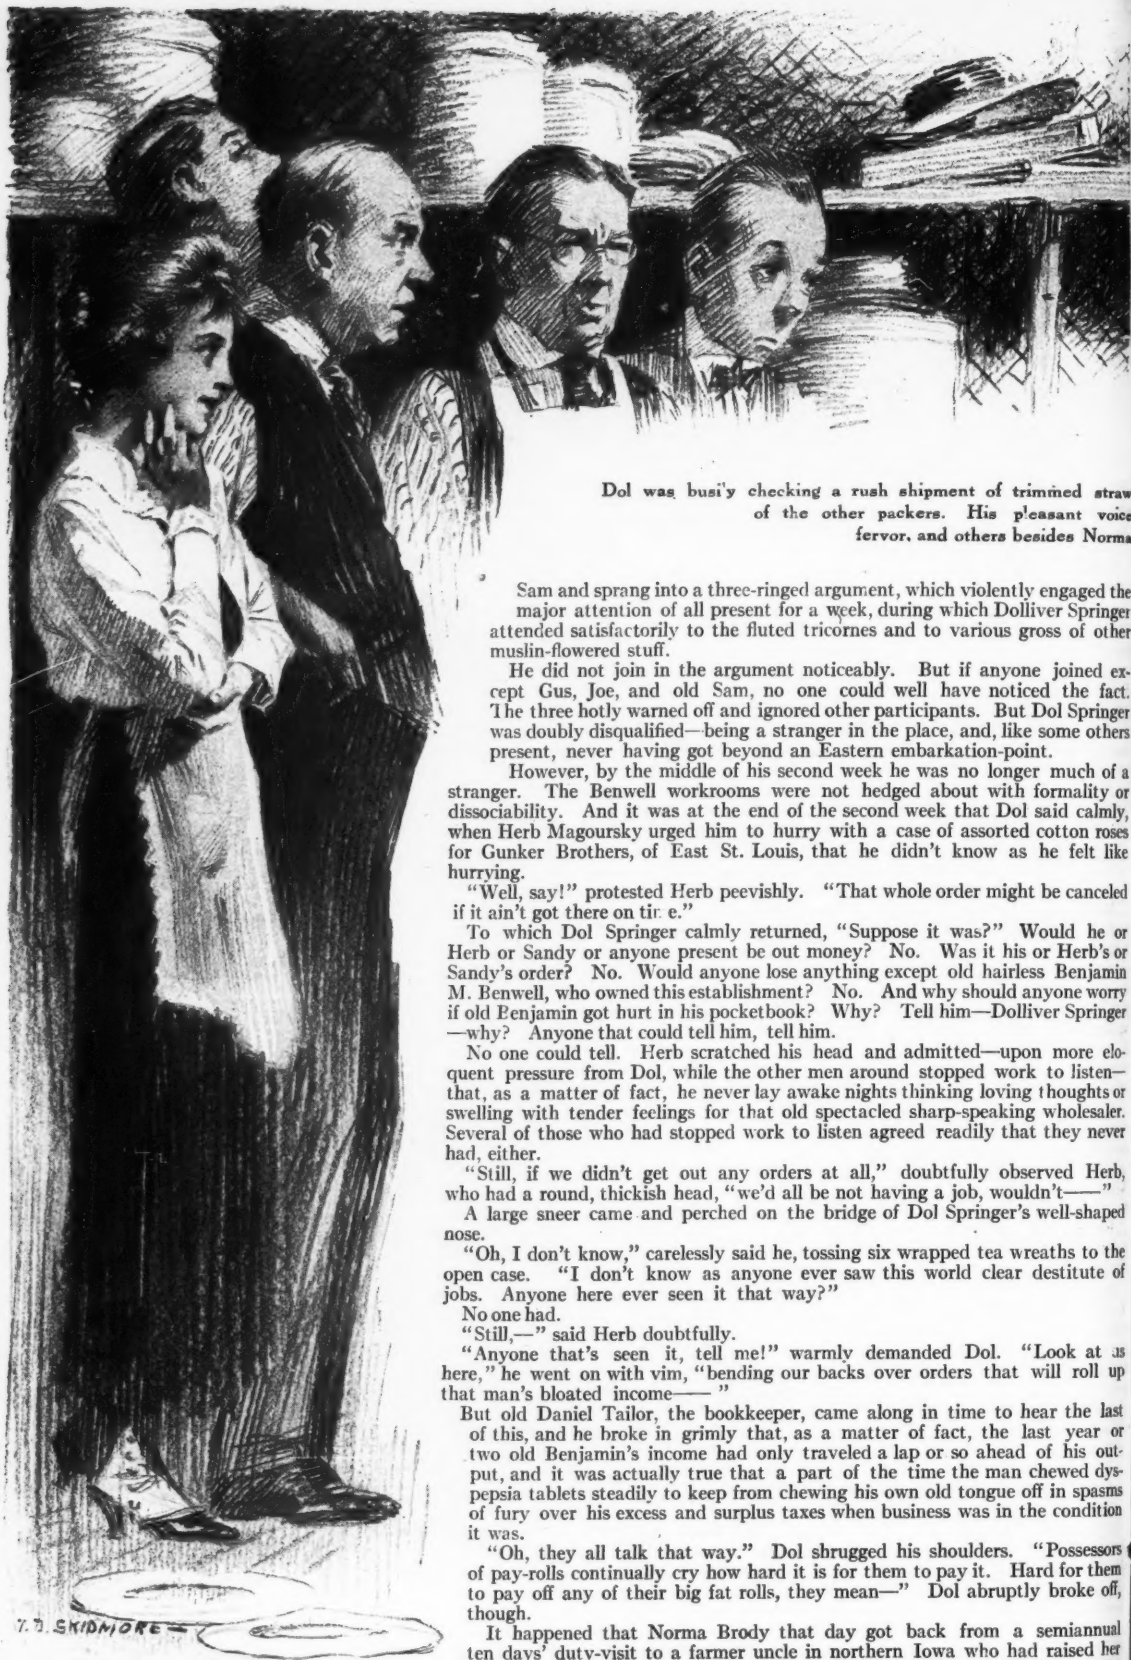 Dol was busi'y checking a rush shipment of trimmed straw
of the other packers. His p'easant voice
fervor, and others besides Norma
Sam and sprang into a three-ringed argument, which violently engaged the
major attention of all present for a week, during which Dolliver Springer
attended satisfactorily to the fluted tricornes and to various gross of other
muslin-flowered stuff.
He did not join in the argument noticeably. But if anyone joined ex-
cept Gus, Joe, and old Sam, no one could well have noticed the fact.
The three hotly warned off and ignored other participants. But Dol Springer
was doubly disqualified—being a stranger in the place, and, like some others
present, never having got beyond an Eastern embarkation-point.
However, by the middle of his second week he was no longer much of a
stranger. The Benwell workrooms were not hedged about with formality or
dissociability. And it was at the end of the second week that Dol said calmly,
when Herb Magoursky urged him to hurry with a case of assorted cotton roses
for Gunker Brothers, of East St. Louis, that he didn't know as he felt like
hurrying.
"Well, say!" protested Herb peevishly. "That whole order might be canceled
if it ain't got there on time."
To which Dol Springer calmly returned, "Suppose it was?" Would he or
Herb or Sandy or anyone present be out money? No. Was it his or Herb's or
Sandy's order? No. Would anyone lose anything except old hairless Benjamin
M. Benwell, who owned this establishment? No. And why should anyone worry
if old Benjamin got hurt in his pocketbook? Why? Tell him—Dolliver Springer
—why? Anyone that could tell him, tell him.
No one could tell. Herb scratched his head and admitted—upon more elo-
quent pressure from Dol, while the other men around stopped work to listen—
that, as a matter of fact, he never lay awake nights thinking loving thoughts or
swelling with tender feelings for that old spectacled sharp-speaking wholesaler.
Several of those who had stopped work to listen agreed readily that they never
had, either.
"Still, if we didn't get out any orders at all," doubtfully observed Herb,
who had a round, thickish head, "we'd all be not having a job, wouldn't——"
A large sneer came and perched on the bridge of Dol Springer's well-shaped
nose.
"Oh, I don't know," carelessly said he, tossing six wrapped tea wreaths to the
open case. "I don't know as anyone ever saw this world clear destitute of
jobs. Anyone here ever seen it that way?"
No one had.
"Still,—" said Herb doubtfully.
"Anyone that's seen it, tell me!" warmly demanded Dol. "Look at us
here," he went on with vim, "bending our backs over orders that will roll up
that man's bloated income—— "
But old Daniel Tailor, the bookkeeper, came along in time to hear the last
of this, and he broke in grimly that, as a matter of fact, the last year or
two old Benjamin's income had only traveled a lap or so ahead of his out-
put, and it was actually true that a part of the time the man chewed dys-
pepsia tablets steadily to keep from chewing his own old tongue off in spasms
of fury over his excess and surplus taxes when business was in the condition
it was.
"Oh, they all talk that way." Dol shrugged his shoulders. "Possessors
of pay-rolls continually cry how hard it is for them to pay it. Hard for them
to pay off any of their big fat rolls, they mean—" Dol abruptly broke off,
though.
It happened that Norma Brody that day got back from a semiannual
ten days' duty-visit to a farmer uncle in northern Iowa who had raised her
T. D. SKIDMORE